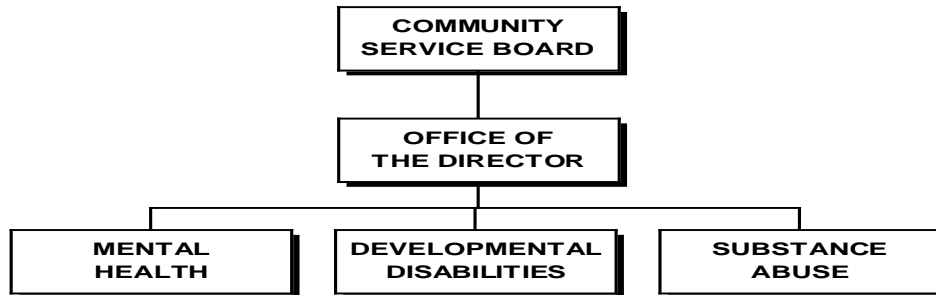 COMMUNITY
SERVICE BOARD
OFFICE OF
THE DIRECTOR
MENTAL
HEALTH
DEVELOPMENTAL
DISABILITIES
SUBSTANCE
ABUSE